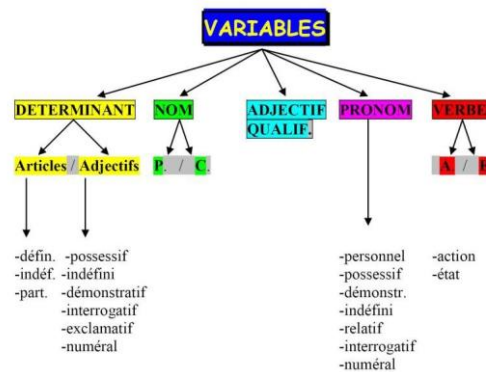 VARIABLES
DETERMINANT NOM ADJECTIF QUALIF. PRONOM VERBE
Articles / Adjectifs P. / C. A / E
-défin. -possessif
-indéf. -indéfini
-part. -démonstratif
-interrogatif
-exclamatif
-numéral
-personnel -action
-possessif -état
-démonstr.
-indéfini
-relatif
-interrogatif
-numéral